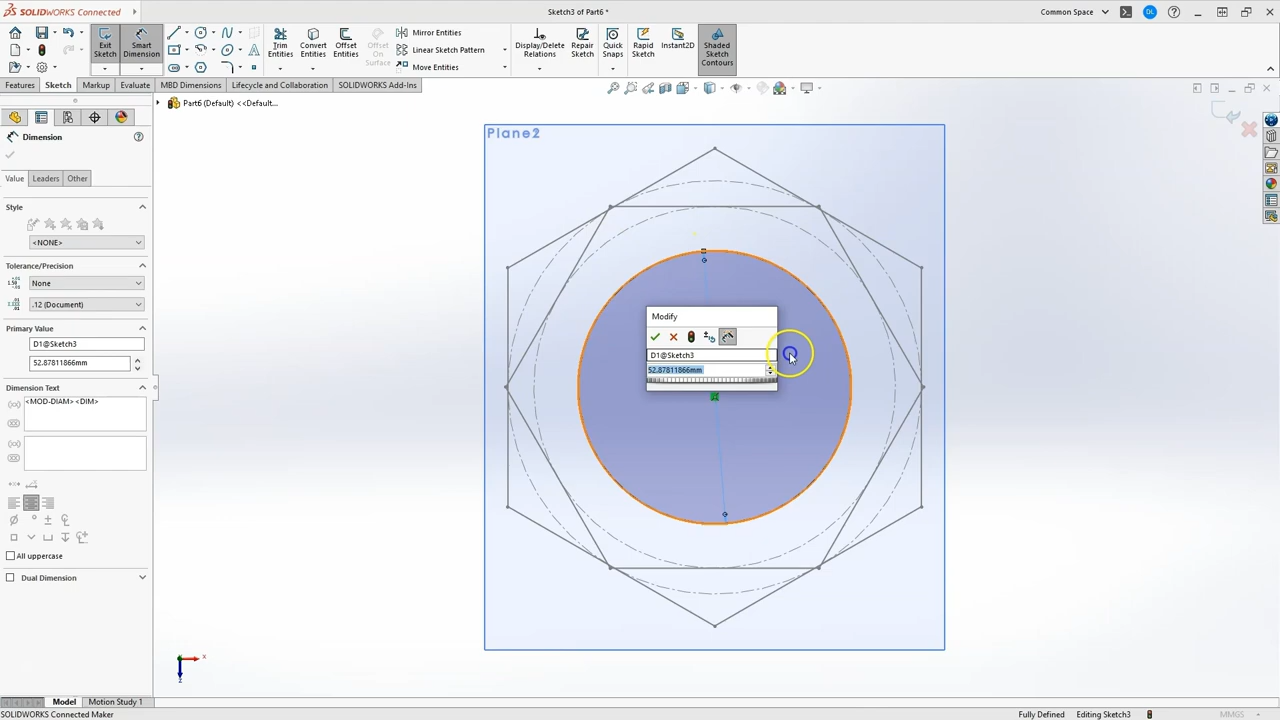 SOLIDWORKS Connected
Sketch3 of Part6 *
Common Space
DL
Exit Sketch
Smart Dimension
Trim Entities
Convert Entities
Offset Entities
Offset On Surface
Mirror Entities
Linear Sketch Pattern
Move Entities
Display/Delete Relations
Repair Sketch
Quick Snaps
Rapid Sketch
Instant2D
Shaded Sketch Contours
Features
Sketch
Markup
Evaluate
MBD Dimensions
Lifecycle and Collaboration
SOLIDWORKS Add-Ins
Part6 (Default) <<Default...
Dimension
Value
Leaders
Other
Style
<NONE>
Tolerance/Precision
None
.12 (Document)
Primary Value
D1@Sketch3
52.87811866mm
Dimension Text
<MOD-DIAM> <DIM>
All uppercase
Dual Dimension
Plane2
Modify
D1@Sketch3
52.87811866mm
x
z
Model
Motion Study 1
SOLIDWORKS Connected Maker
Fully Defined
Editing Sketch3
MMGS